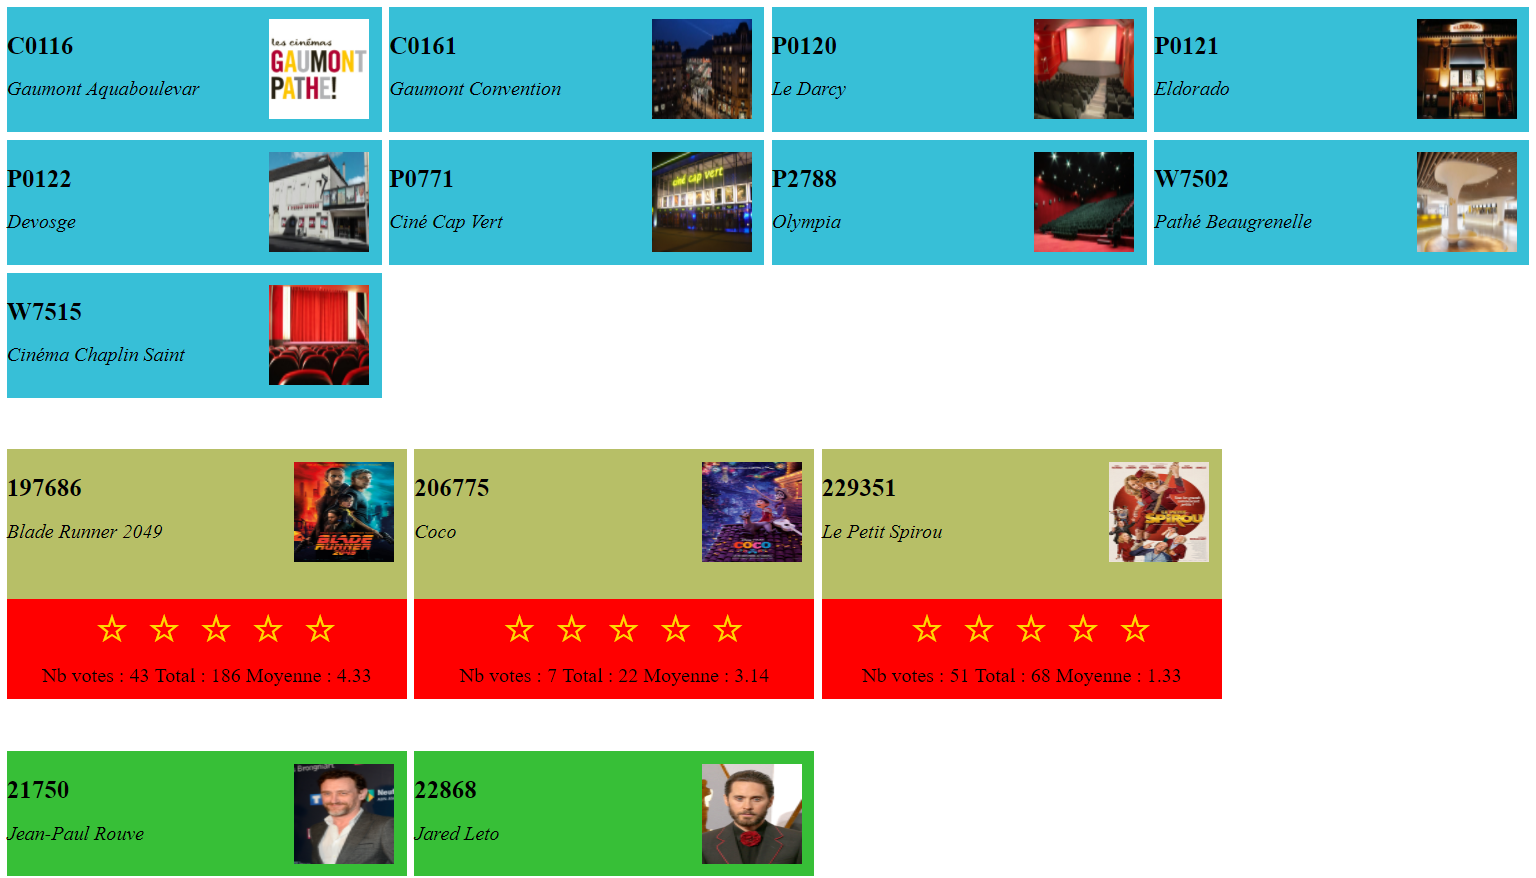 C0116
Gaumont Aquaboulevar
les cinémas
GAUMONT
PATHE!
C0161
Gaumont Convention
P0120
Le Darcy
P0121
Eldorado
ELDORADO
P0122
Devosge
P0771
Ciné Cap Vert
ciné cap vert
P2788
Olympia
W7502
Pathé Beaugrenelle
W7515
Cinéma Chaplin Saint
197686
Blade Runner 2049
BLADE
RUNNER
2049
206775
Coco
COCO
229351
Le Petit Spirou
SPIROU
☆ ☆ ☆ ☆ ☆
Nb votes : 43 Total : 186 Moyenne : 4.33
☆ ☆ ☆ ☆ ☆
Nb votes : 7 Total : 22 Moyenne : 3.14
☆ ☆ ☆ ☆ ☆
Nb votes : 51 Total : 68 Moyenne : 1.33
21750
Jean-Paul Rouve
22868
Jared Leto